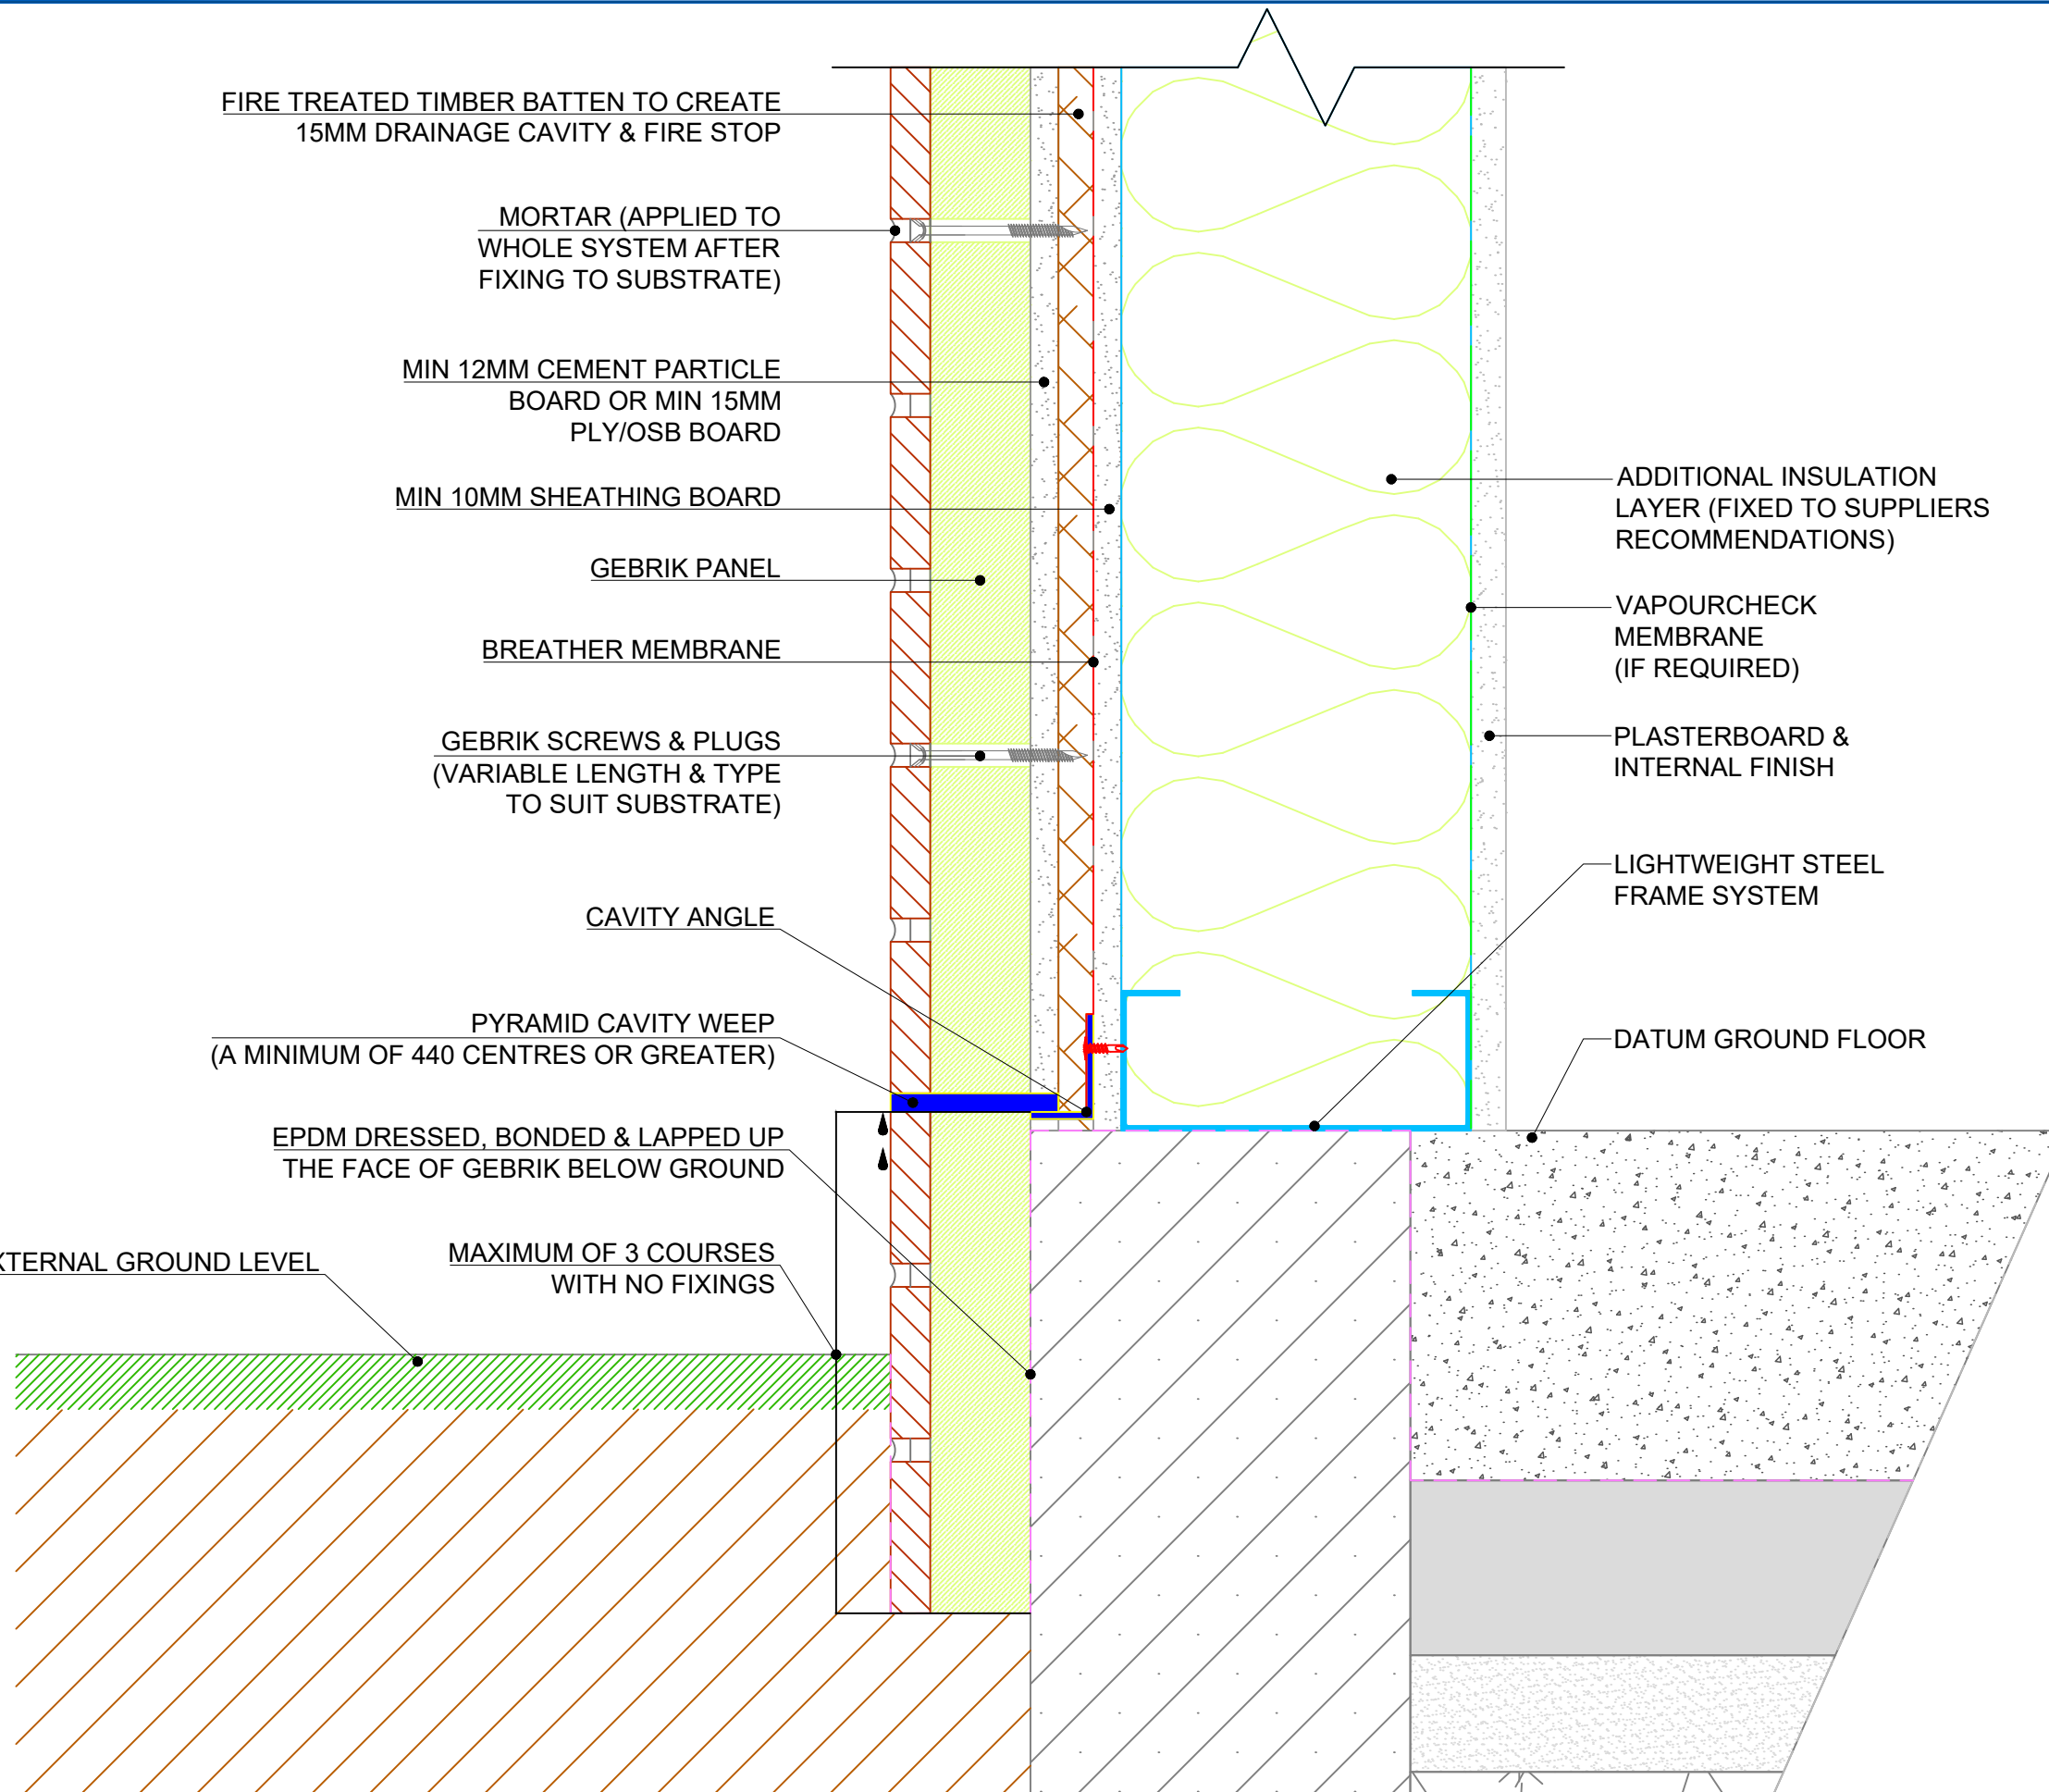 FIRE TREATED TIMBER BATTEN TO CREATE
15MM DRAINAGE CAVITY & FIRE STOP
MORTAR (APPLIED TO
WHOLE SYSTEM AFTER
FIXING TO SUBSTRATE)
MIN 12MM CEMENT PARTICLE
BOARD OR MIN 15MM
PLY/OSB BOARD
MIN 10MM SHEATHING BOARD
GEBRIK PANEL
BREATHER MEMBRANE
GEBRIK SCREWS & PLUGS
(VARIABLE LENGTH & TYPE
TO SUIT SUBSTRATE)
CAVITY ANGLE
PYRAMID CAVITY WEEP
(A MINIMUM OF 440 CENTRES OR GREATER)
EPDM DRESSED, BONDED & LAPPED UP
THE FACE OF GEBRIK BELOW GROUND
XTERNAL GROUND LEVEL
MAXIMUM OF 3 COURSES
WITH NO FIXINGS
ADDITIONAL INSULATION
LAYER (FIXED TO SUPPLIERS
RECOMMENDATIONS)
VAPOURCHECK
MEMBRANE
(IF REQUIRED)
PLASTERBOARD &
INTERNAL FINISH
LIGHTWEIGHT STEEL
FRAME SYSTEM
DATUM GROUND FLOOR